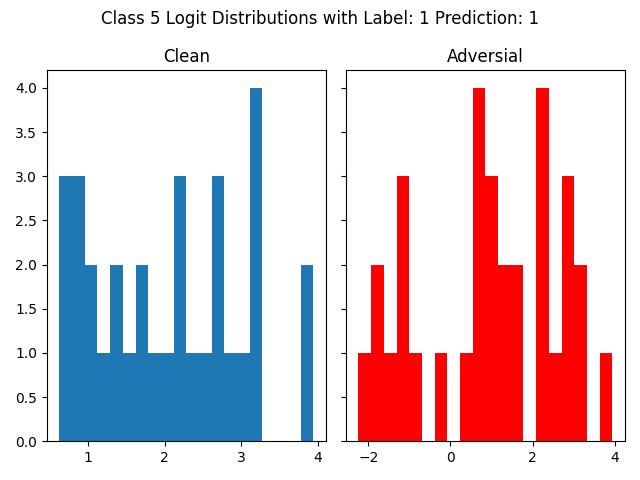 Class 5 Logit Distributions with Label: 1 Prediction: 1
Clean
Adversial
4.0
3.5
3.0
2.5
2.0
1.5
1.0
0.5
0.0
1 2 3 4
−2 0 2 4